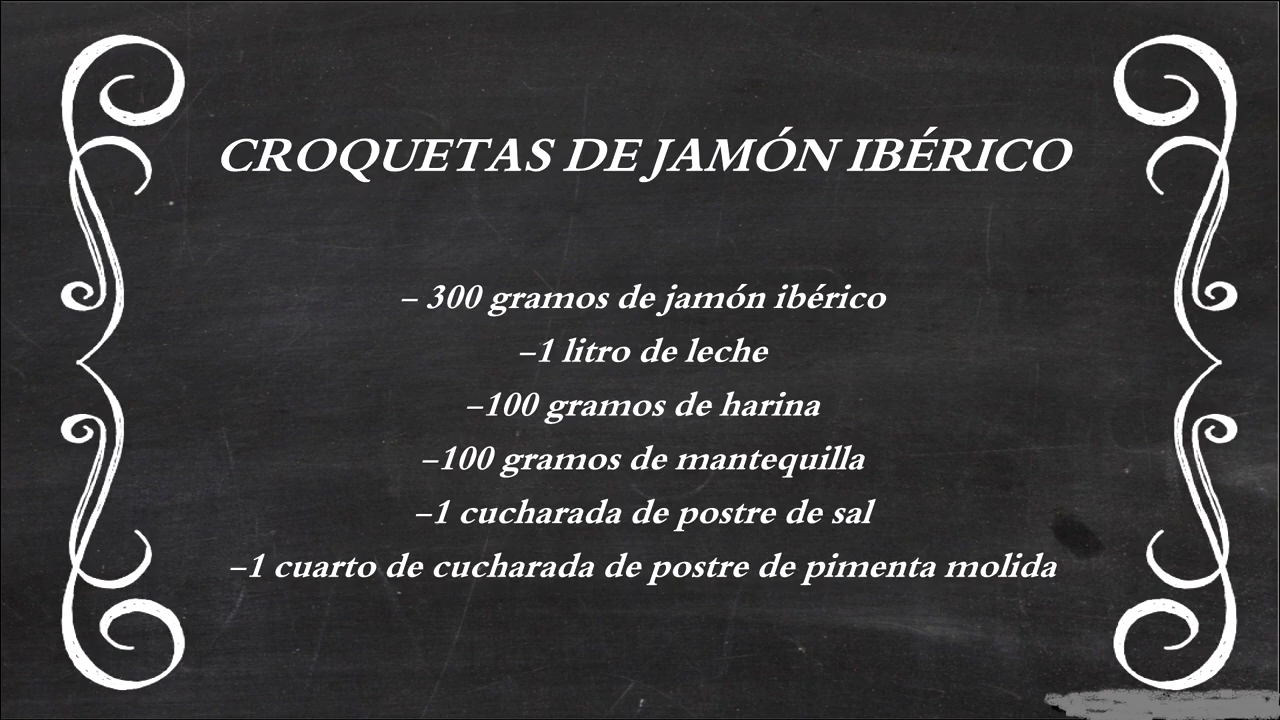 CROQUETAS DE JAMÓN IBÉRICO
– 300 gramos de jamón ibérico
–1 litro de leche
–100 gramos de harina
–100 gramos de mantequilla
–1 cucharada de postre de sal
–1 cuarto de cucharada de postre de pimenta molida